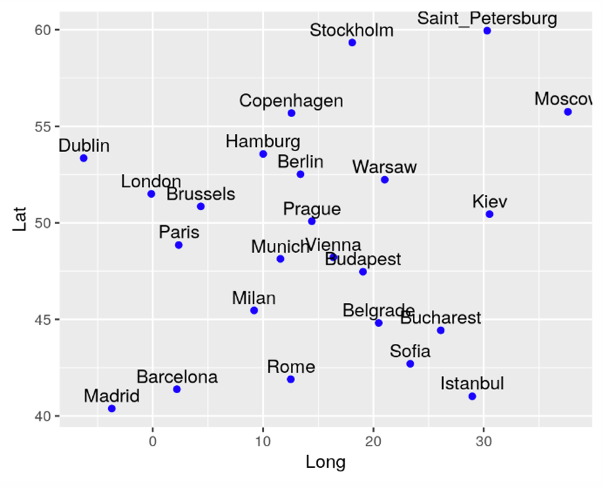 Saint_Petersburg
60
Stockholm
Moscow
Copenhagen
55
Hamburg
Dublin
Berlin
Warsaw
London
Brussels
Kiev
Prague
50
Lat
Paris
Munich
Vienna
Budapest
Milan
Belgrade
Bucharest
45
Sofia
Rome
Barcelona
Istanbul
Madrid
40
0 10 20 30
Long